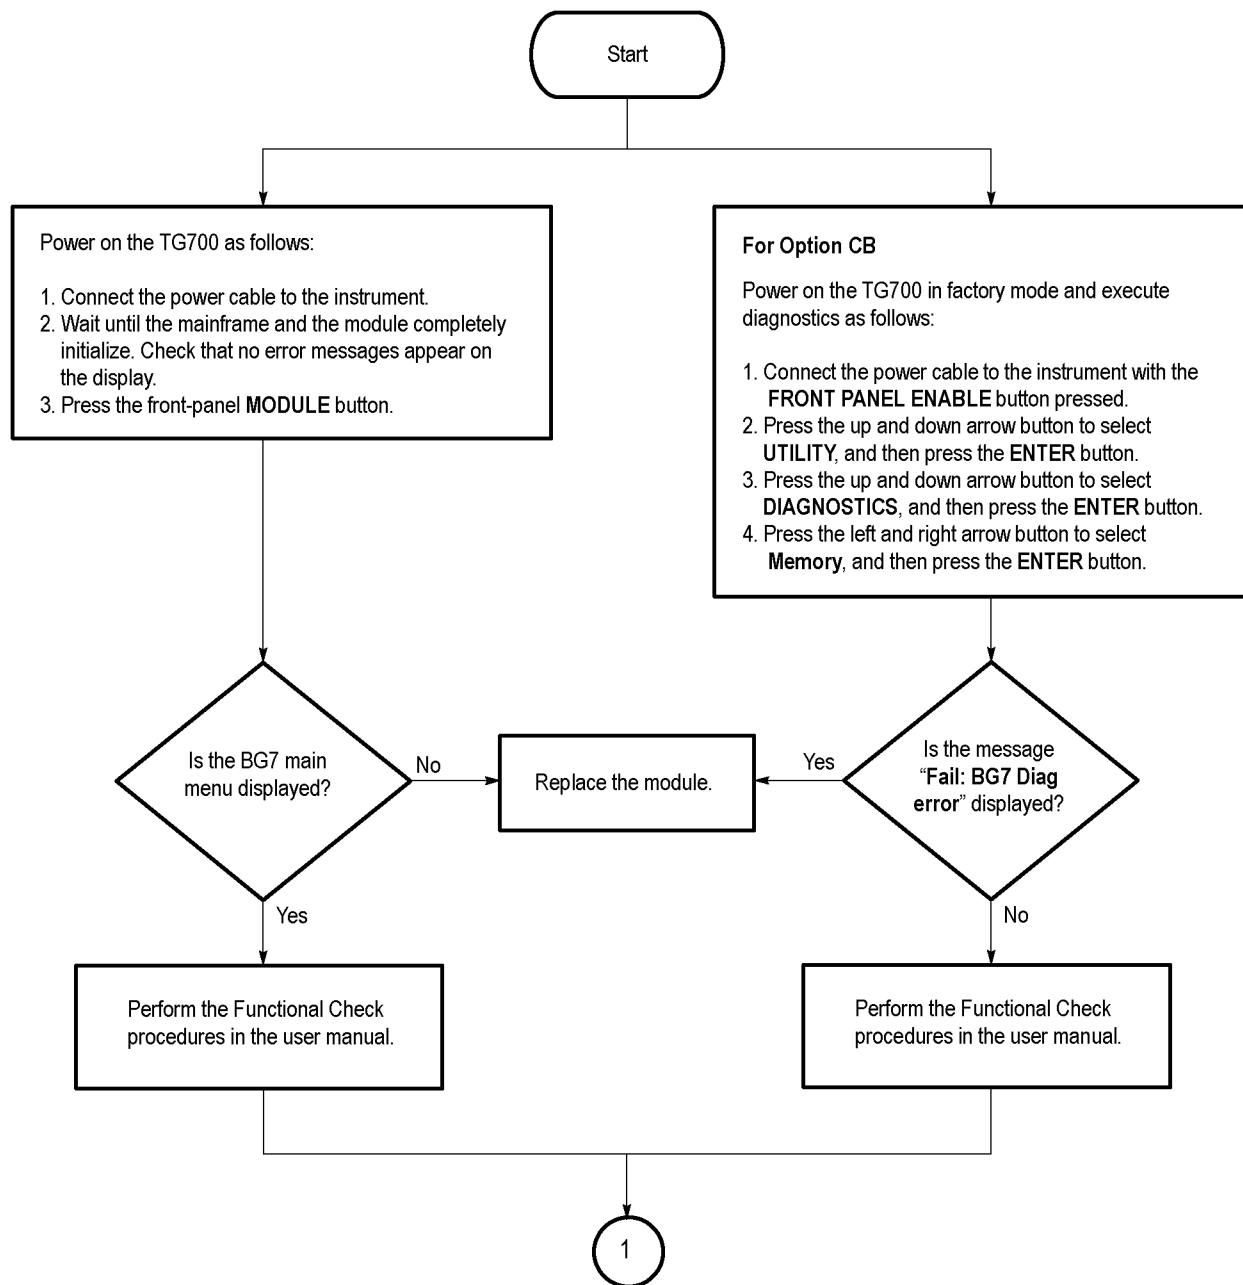 Start
Power on the TG700 as follows:
1. Connect the power cable to the instrument.
2. Wait until the mainframe and the module completely
initialize. Check that no error messages appear on
the display.
3. Press the front-panel MODULE button.
For Option CB
Power on the TG700 in factory mode and execute
diagnostics as follows:
1. Connect the power cable to the instrument with the
FRONT PANEL ENABLE button pressed.
2. Press the up and down arrow button to select
UTILITY, and then press the ENTER button.
3. Press the up and down arrow button to select
DIAGNOSTICS, and then press the ENTER button.
4. Press the left and right arrow button to select
Memory, and then press the ENTER button.
Is the BG7 main
menu displayed?
No
Replace the module.
Yes
Is the message
“Fail: BG7 Diag
error” displayed?
Yes
No
Perform the Functional Check
procedures in the user manual.
Perform the Functional Check
procedures in the user manual.
1